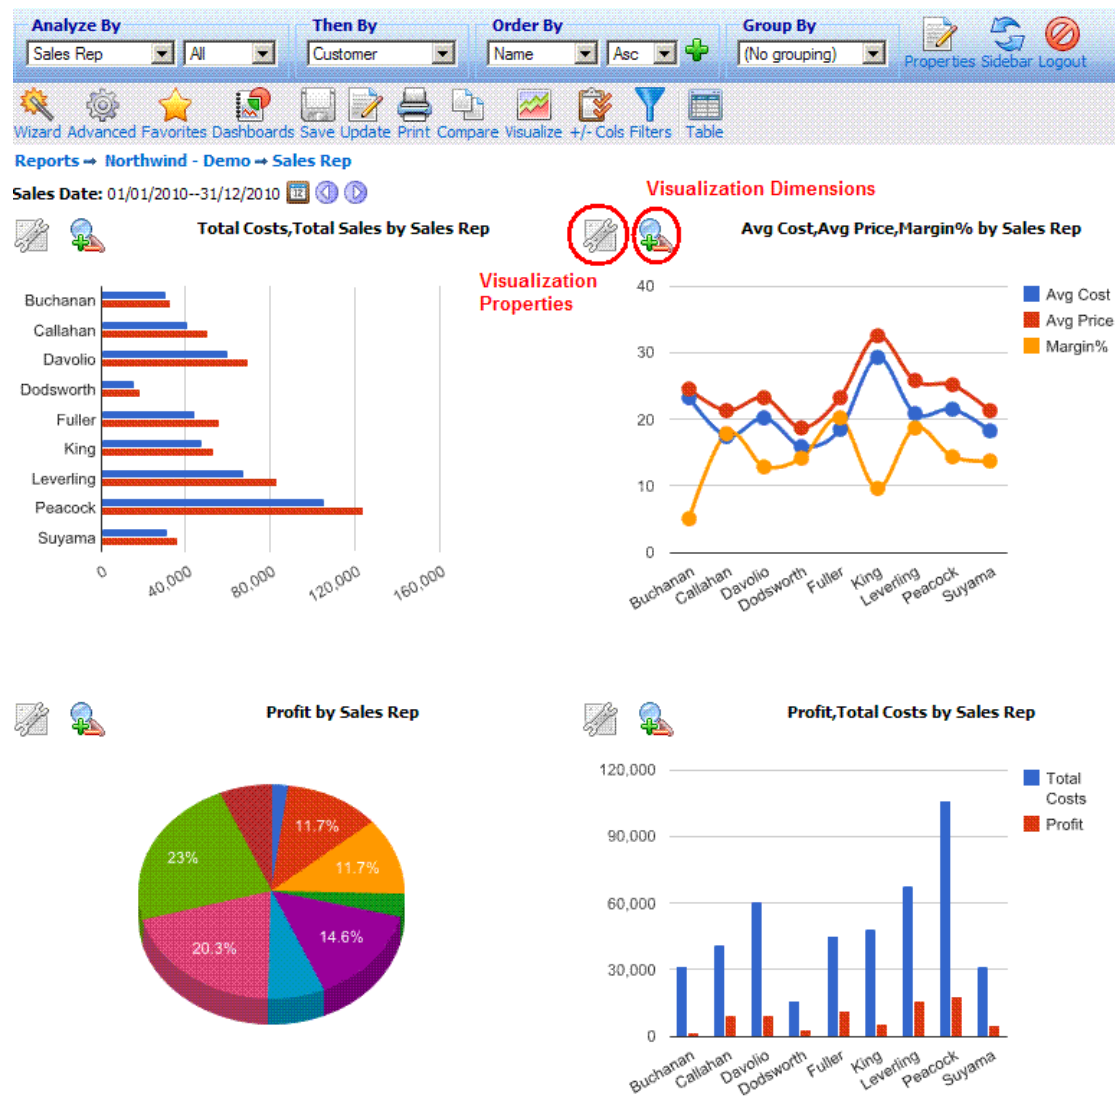 Analyze By Then By Order By Group By
Sales Rep All Customer Name Asc (No grouping)
Properties Sidebar Logout
Wizard Advanced Favorites Dashboards Save Update Print Compare Visualize +/- Cols Filters Table
Reports → Northwind - Demo → Sales Rep
Sales Date: 01/01/2010--31/12/2010 12
Visualization Dimensions
Total Costs,Total Sales by Sales Rep
Buchanan
Callahan
Davolio
Dodsworth
Fuller
King
Leverling
Peacock
Suyama
0 40,000 80,000 120,000 160,000
Visualization
Properties
Avg Cost,Avg Price,Margin% by Sales Rep
40
30
20
10
0
Buchanan Callahan Davolio Dodsworth Fuller King Leverling Peacock Suyama
Avg Cost
Avg Price
Margin%
Profit by Sales Rep
11.7%
11.7%
14.6%
20.3%
23%
Profit,Total Costs by Sales Rep
120,000
90,000
60,000
30,000
0
Buchanan Callahan Davolio Dodsworth Fuller King Leverling Peacock Suyama
Total
Costs
Profit